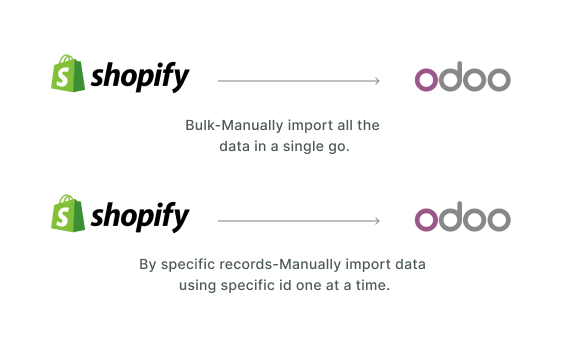 shopify odoo
Bulk-Manually import all the
data in a single go.
shopify odoo
By specific records-Manually import data
using specific id one at a time.